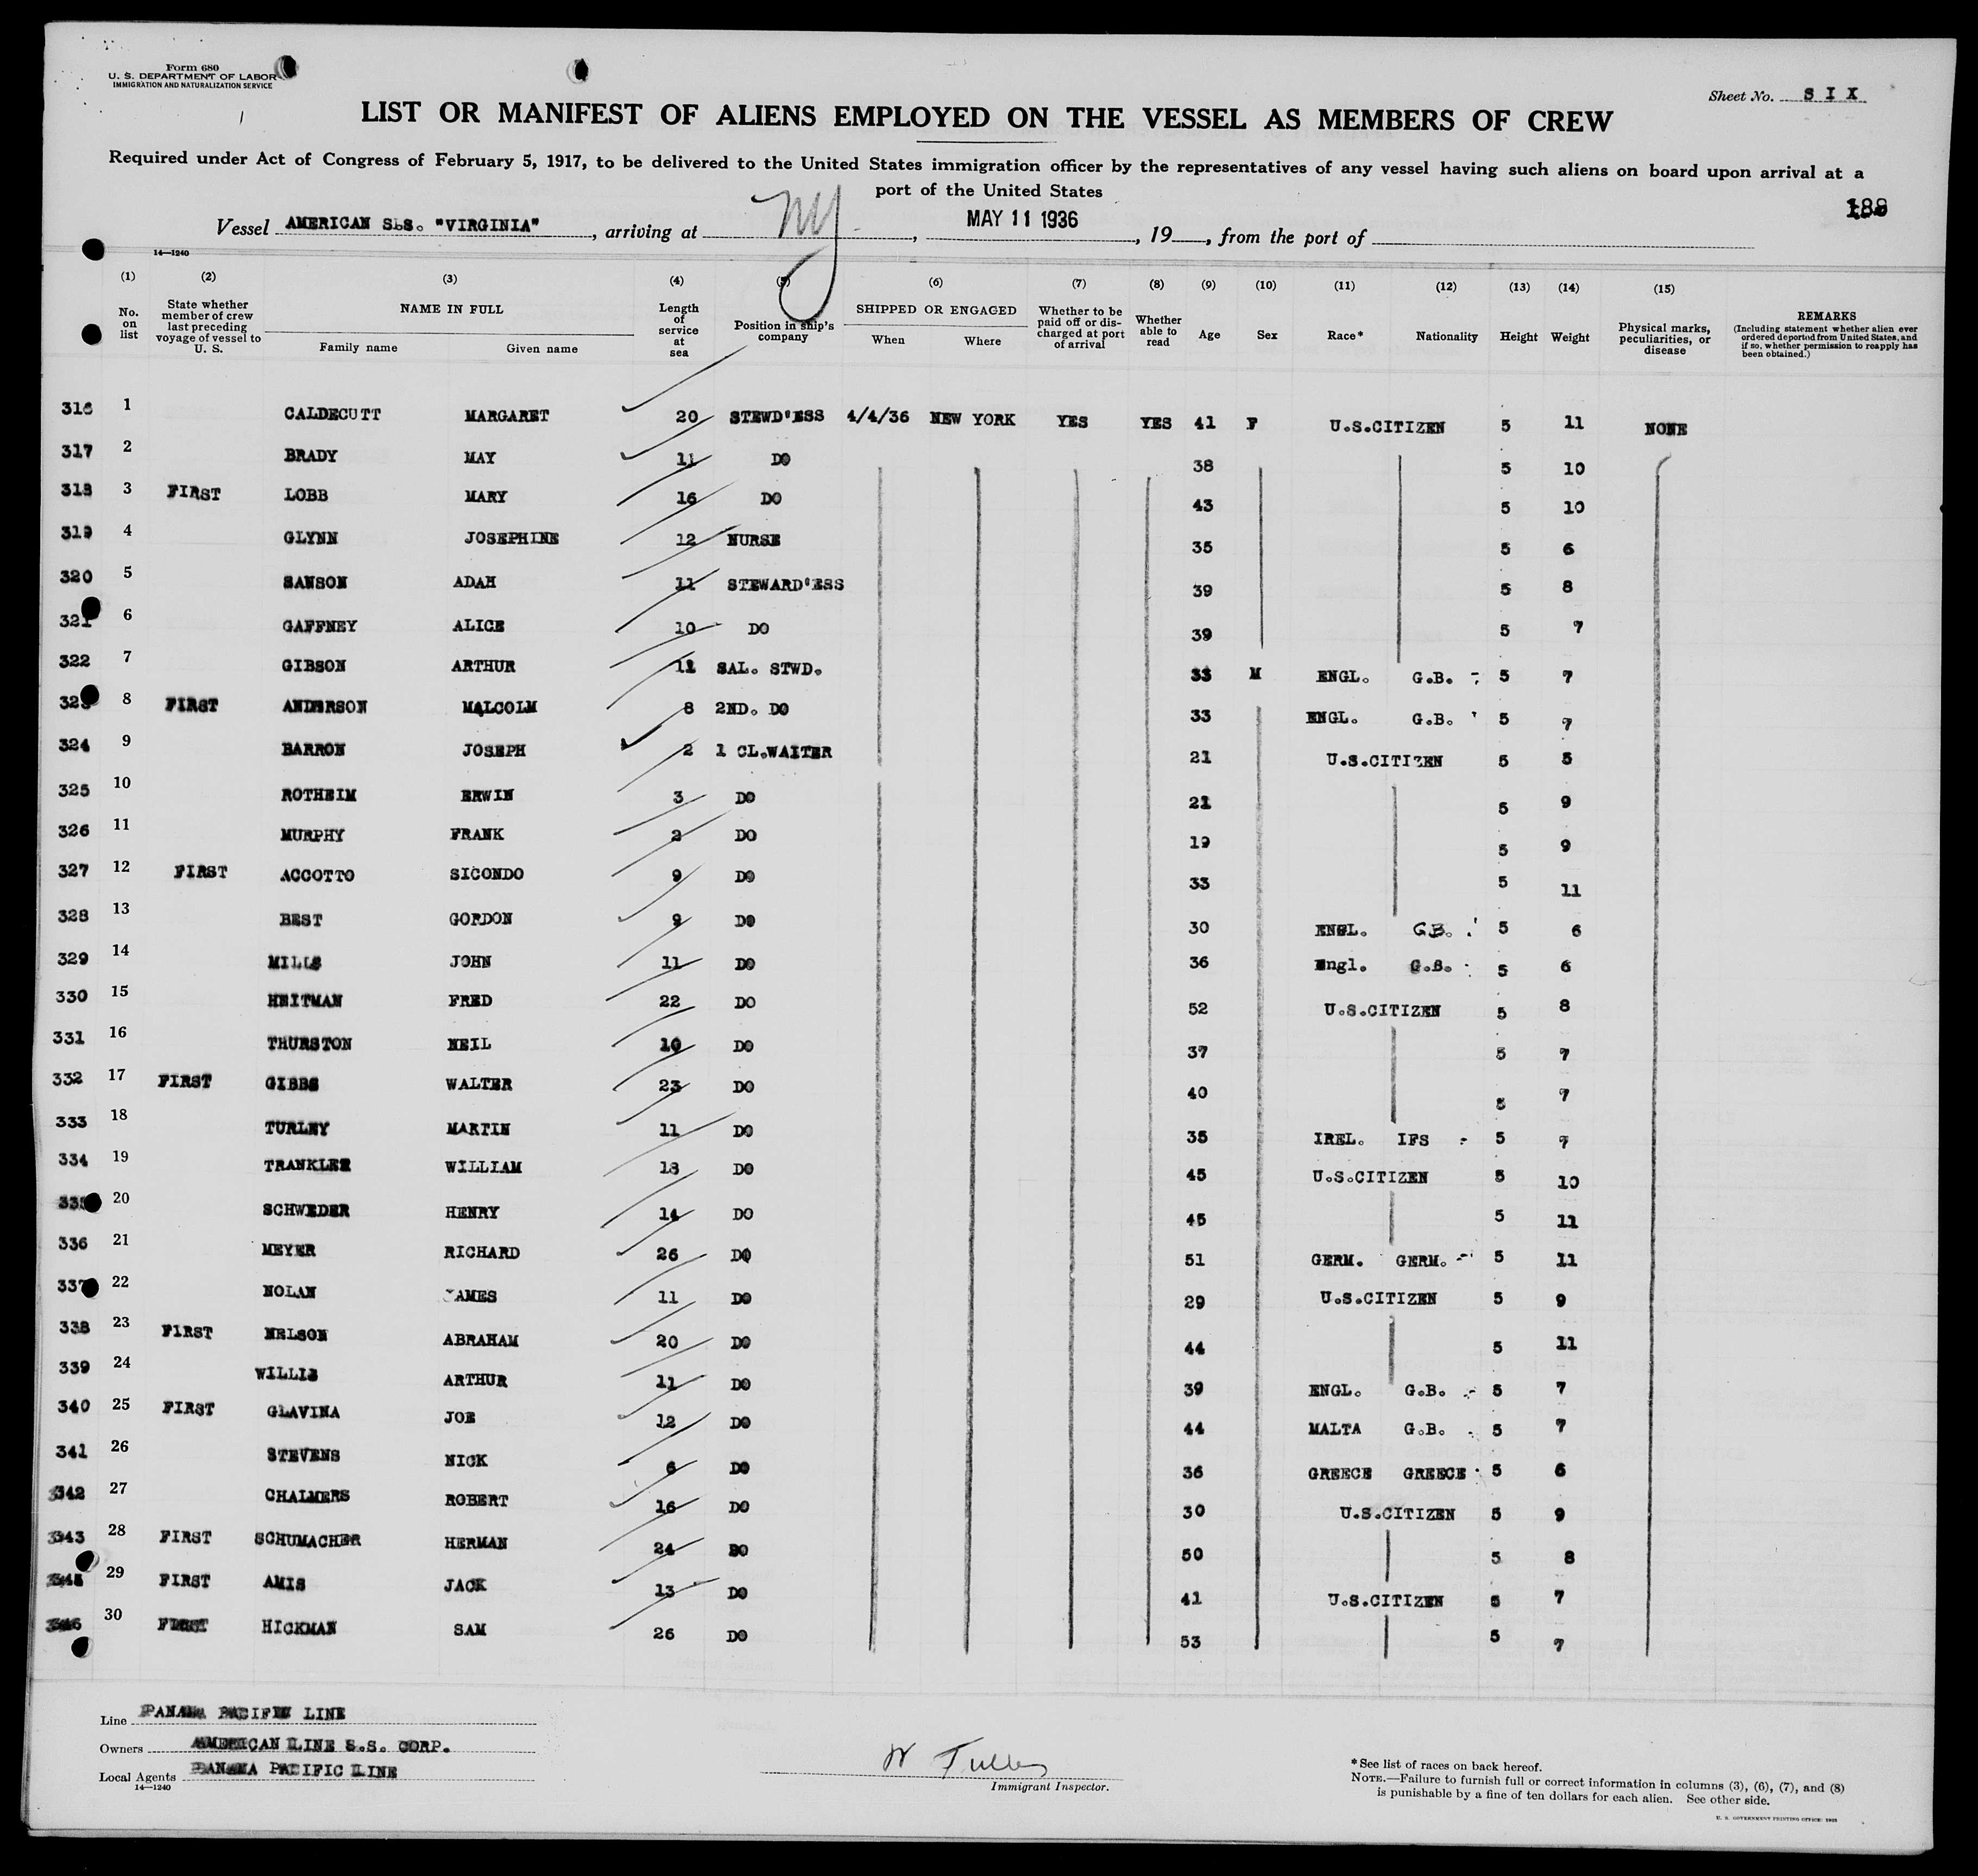 Form 680
U. S. DEPARTMENT OF LABOR
IMMIGRATION AND NATURALIZATION SERVICE
Sheet No. SIX
LIST OR MANIFEST OF ALIENS EMPLOYED ON THE VESSEL AS MEMBERS OF CREW
Required under Act of Congress of February 5, 1917, to be delivered to the United States immigration officer by the representatives of any vessel having such aliens on board upon arrival at a
port of the United States
Vessel AMERICAN S.S. "VIRGINIA", arriving at NY, MAY 11 1936, 19, from the port of
14—1240
(1) (2) (3) (4) (5) (6) (7) (8) (9) (10) (11) (12) (13) (14) (15)
No. on list
State whether member of crew last preceding voyage of vessel to U. S.
NAME IN FULL
Family name Given name
Length of service at sea
Position in ship's company
SHIPPED OR ENGAGED
When Where
Whether to be paid off or discharged at port of arrival
Whether able to read
Age Sex Race* Nationality Height Weight
Physical marks, peculiarities, or disease
REMARKS
(Including statement whether alien ever ordered deported from United States, and if so, whether permission to reapply has been obtained.)
316 1 CALDECUTT MARGARET 20 STEWD'ESS 4/4/36 NEW YORK YES YES 41 F U.S.CITIZEN 5 11 NONE
317 2 BRADY MAY 11 DO 38 5 10
318 3 FIRST LOBB MARY 16 DO 43 5 10
319 4 GLYNN JOSEPHINE 12 NURSE 35 5 6
320 5 SANSON ADAH 11 STEWARD'ESS 39 5 8
321 6 GAFFNEY ALICE 10 DO 39 5 7
322 7 GIBSON ARTHUR 11 SAL. STWD. 33 M ENGL. G.B. 5 7
323 8 FIRST ANDERSON MALCOLM 8 2ND. DO 33 ENGL. G.B. 5 7
324 9 BARRON JOSEPH 2 1 CL.WAITER 21 U.S.CITIZEN 5 5
325 10 ROTHEIM ERWIN 3 DO 21 5 9
326 11 MURPHY FRANK 2 DO 19 5 9
327 12 FIRST ACCOTTO SICONDO 9 DO 33 5 11
328 13 BEST GORDON 9 DO 30 ENGL. G.B. 5 6
329 14 MILLS JOHN 11 DO 36 Engl. G.B. 5 6
330 15 HEITMAN FRED 22 DO 52 U.S.CITIZEN 5 8
331 16 THURSTON NEIL 10 DO 37 5 7
332 17 FIRST GIBBS WALTER 23 DO 40 5 7
333 18 TURLEY MARTIN 11 DO 35 IREL. IFS 5 7
334 19 TRANKLER WILLIAM 18 DO 45 U.S.CITIZEN 5 10
335 20 SCHWEDER HENRY 14 DO 45 5 11
336 21 MEYER RICHARD 26 DO 51 GERM. GERM. 5 11
337 22 NOLAN JAMES 11 DO 29 U.S.CITIZEN 5 9
338 23 FIRST NELSON ABRAHAM 20 DO 44 5 11
339 24 WILLIS ARTHUR 11 DO 39 ENGL. G.B. 5 7
340 25 FIRST GLAVINA JOE 12 DO 44 MALTA G.B. 5 7
341 26 STEVENS NICK 6 DO 36 GREECE GREECE 5 6
342 27 CHALMERS ROBERT 16 DO 30 U.S.CITIZEN 5 9
343 28 FIRST SCHUMACHER HERMAN 24 DO 50 5 8
29 FIRST AMIS JACK 13 DO 41 U.S.CITIZEN 5 7
30 FIRST HICKMAN SAM 26 DO 53 5 7
Line PANAMA PACIFIC LINE
Owners AMERICAN LINE S.S. CORP.
Local Agents PANAMA PACIFIC LINE
14—1240
Immigrant Inspector.
*See list of races on back hereof.
NOTE.—Failure to furnish full or correct information in columns (3), (6), (7), and (8)
is punishable by a fine of ten dollars for each alien. See other side.